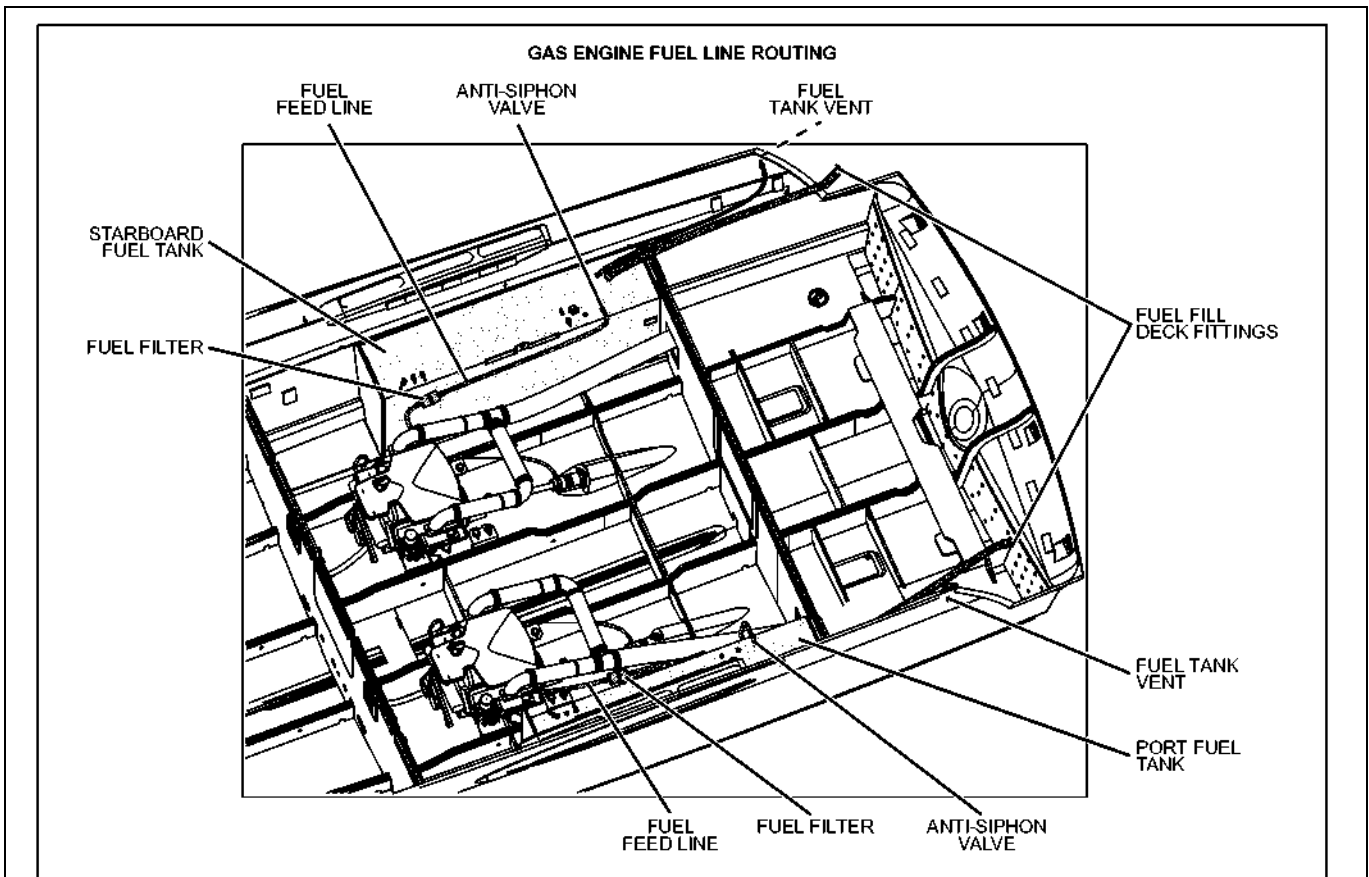 GAS ENGINE FUEL LINE ROUTING
FUEL
FEED LINE
ANTI-SIPHON
VALVE
FUEL
TANK VENT
STARBOARD
FUEL TANK
FUEL FILTER
FUEL FILL
DECK FITTINGS
FUEL TANK
VENT
PORT FUEL
TANK
FUEL
FEED LINE
FUEL FILTER
ANTI-SIPHON
VALVE